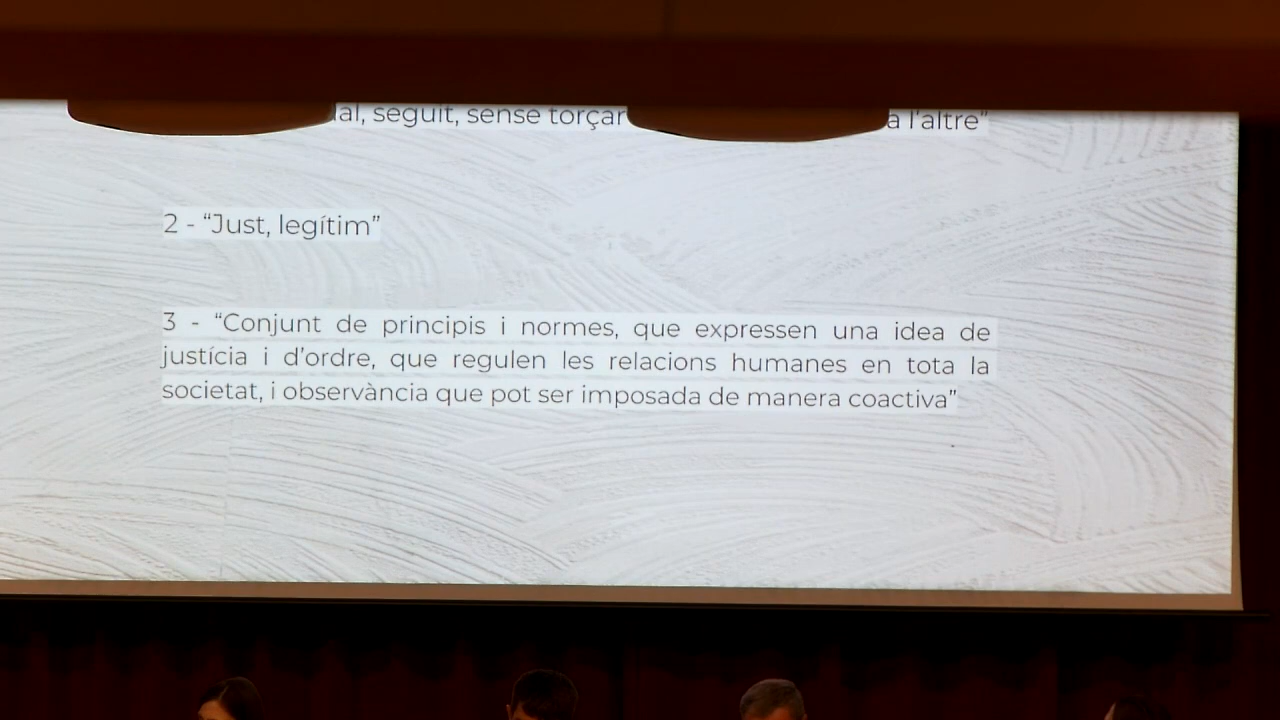 seguit, sense torçar a l'altre”
2 - “Just, legítim”
3 - “Conjunt de principis i normes, que expressen una idea de
justícia i d'ordre, que regulen les relacions humanes en tota la
societat, i observància que pot ser imposada de manera coactiva”